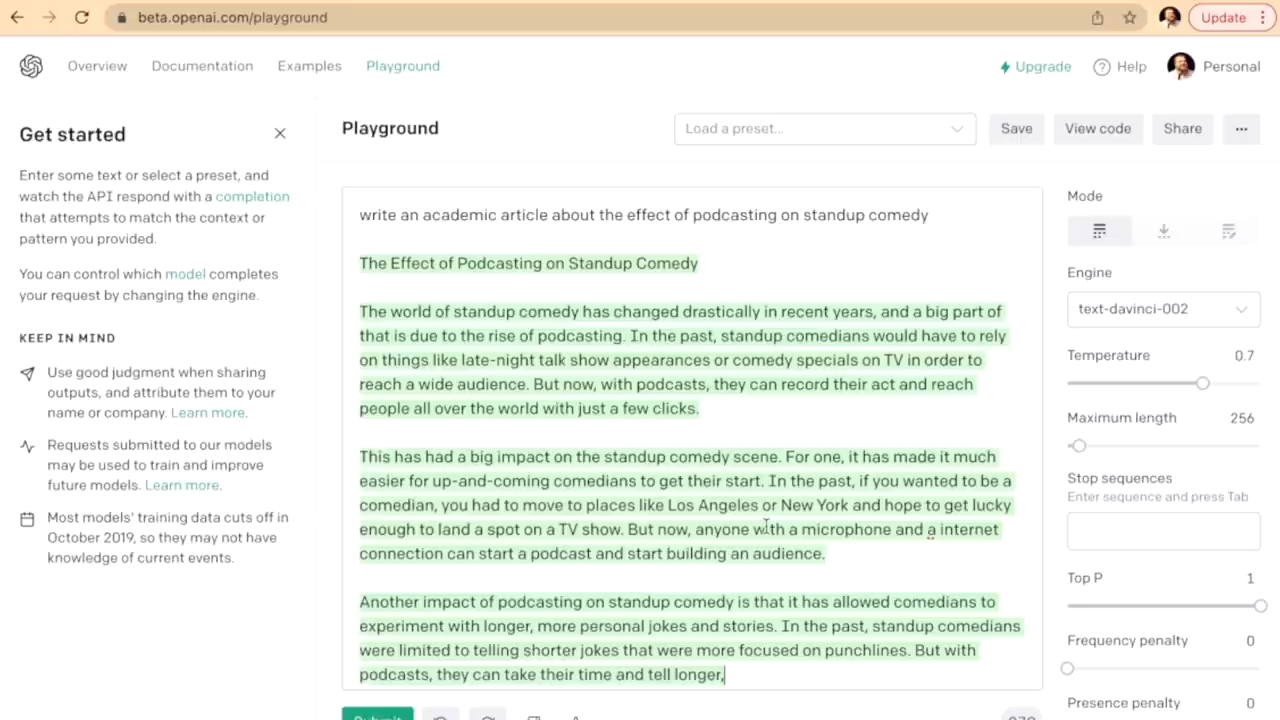 beta.openai.com/playground
Update
Overview
Documentation
Examples
Playground
Upgrade
Help
Personal
Get started
Enter some text or select a preset, and
watch the API respond with a completion
that attempts to match the context or
pattern you provided.
You can control which model completes
your request by changing the engine.
KEEP IN MIND
Use good judgment when sharing
outputs, and attribute them to your
name or company. Learn more.
Requests submitted to our models
may be used to train and improve
future models. Learn more.
Most models' training data cuts off in
October 2019, so they may not have
knowledge of current events.
Playground
Load a preset...
Save
View code
Share
...
write an academic article about the effect of podcasting on standup comedy
The Effect of Podcasting on Standup Comedy
The world of standup comedy has changed drastically in recent years, and a big part of
that is due to the rise of podcasting. In the past, standup comedians would have to rely
on things like late-night talk show appearances or comedy specials on TV in order to
reach a wide audience. But now, with podcasts, they can record their act and reach
people all over the world with just a few clicks.
This has had a big impact on the standup comedy scene. For one, it has made it much
easier for up-and-coming comedians to get their start. In the past, if you wanted to be a
comedian, you had to move to places like Los Angeles or New York and hope to get lucky
enough to land a spot on a TV show. But now, anyone with a microphone and a internet
connection can start a podcast and start building an audience.
Another impact of podcasting on standup comedy is that it has allowed comedians to
experiment with longer, more personal jokes and stories. In the past, standup comedians
were limited to telling shorter jokes that were more focused on punchlines. But with
podcasts, they can take their time and tell longer,
Submit
Mode
Engine
text-davinci-002
Temperature
0.7
Maximum length
256
Stop sequences
Enter sequence and press Tab
Top P
1
Frequency penalty
0
Presence penalty
0